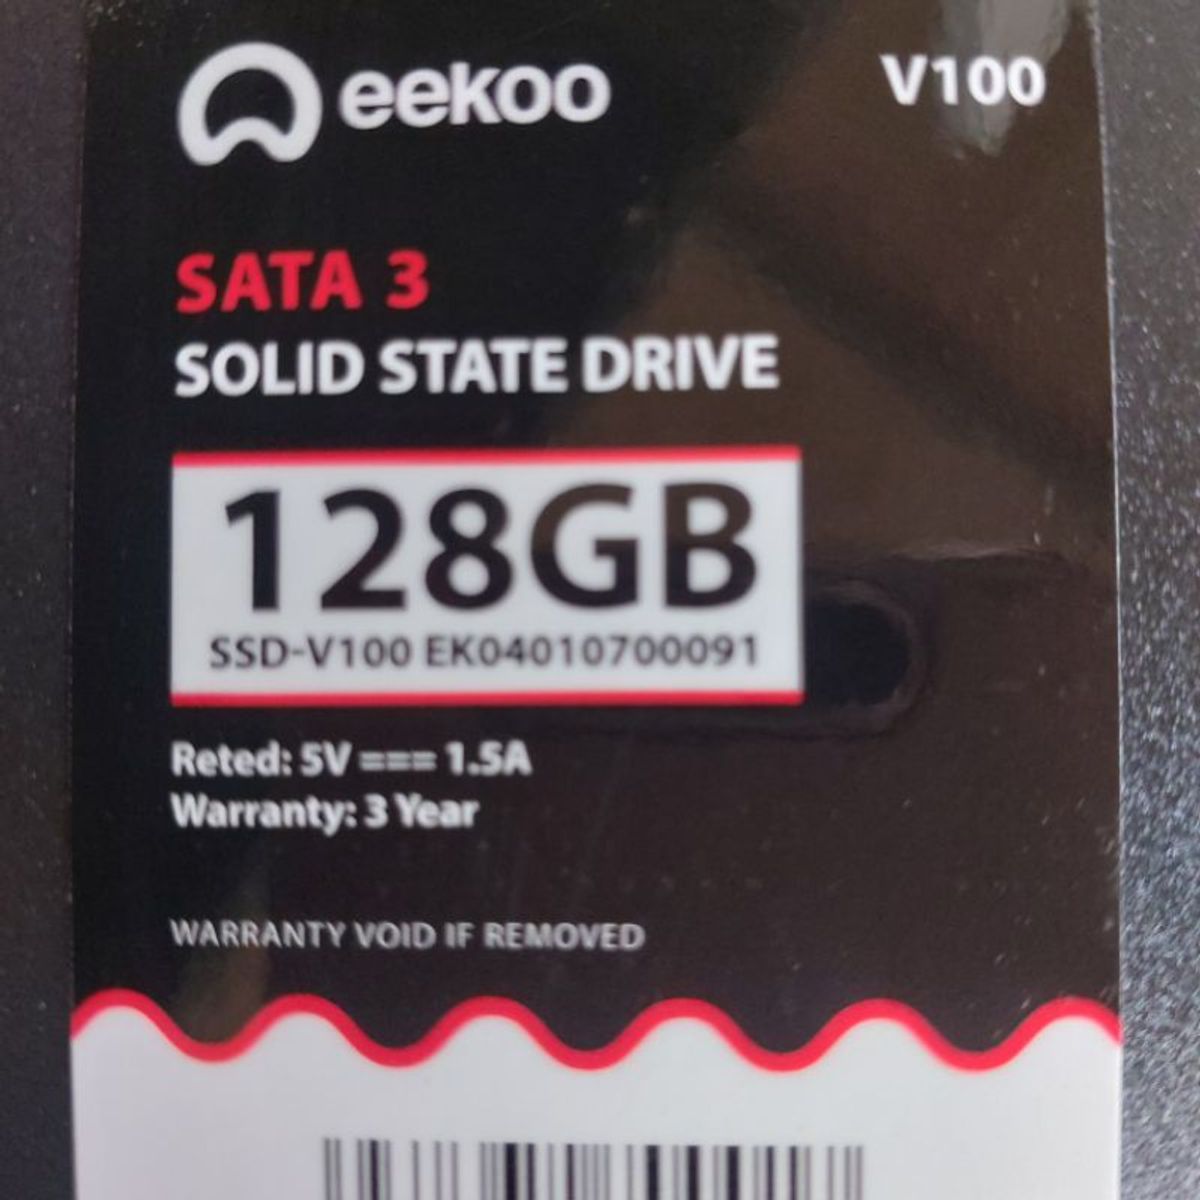 eekoo
V100
SATA 3
SOLID STATE DRIVE
128GB
SSD-V100 EK04010700091
Reted: 5V === 1.5A
Warranty: 3 Year
WARRANTY VOID IF REMOVED